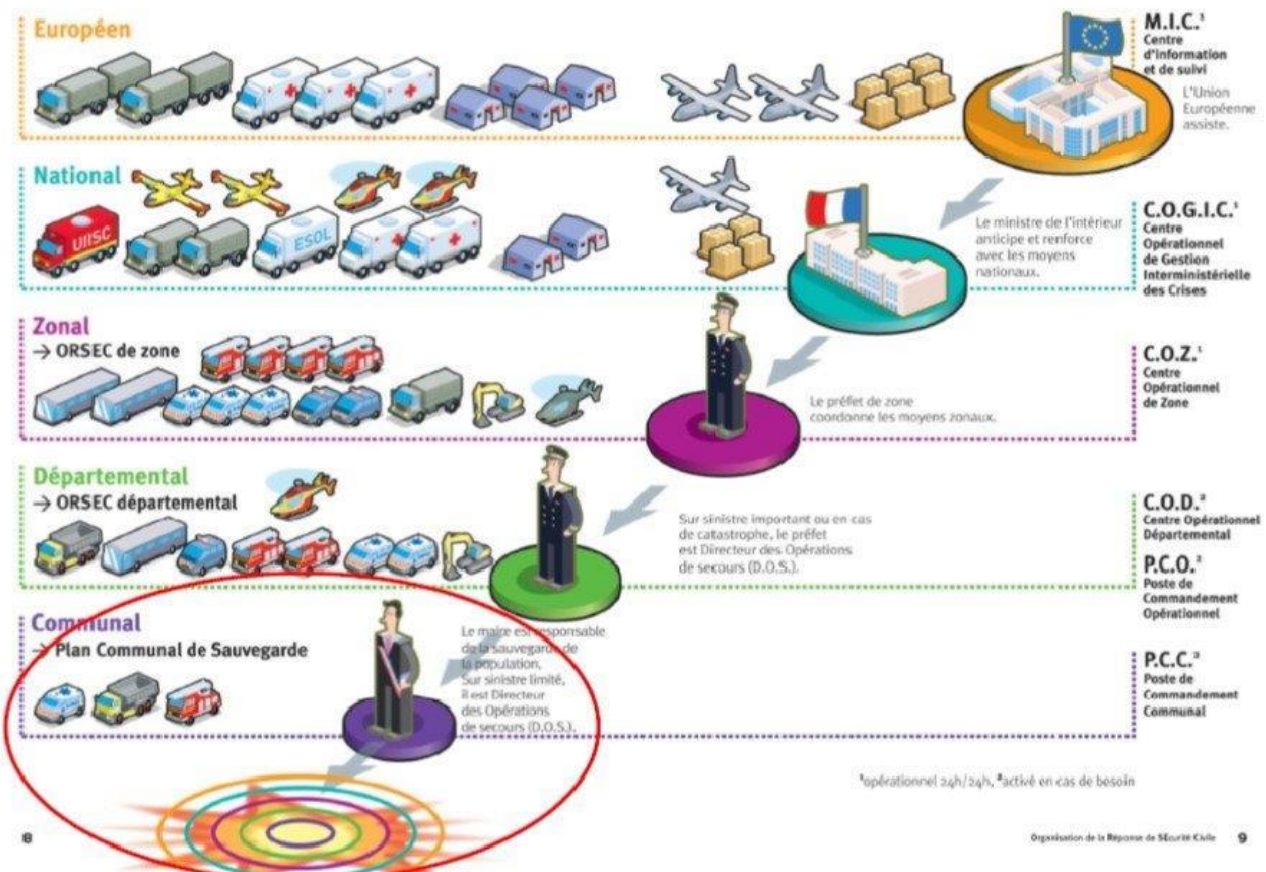 Européen
M.I.C.¹
Centre
d'information
et de suivi
L'Union
Européenne
assiste.
National
UIISC
ESOL
Le ministre de l'intérieur
anticipe et renforce
avec les moyens
nationaux.
C.O.G.I.C.¹
Centre
Opérationnel
de Gestion
Interministérielle
des Crises
Zonal
→ ORSEC de zone
Le préfet de zone
coordonne les moyens zonaux.
C.O.Z.¹
Centre
Opérationnel
de Zone
Départemental
→ ORSEC départemental
Sur sinistre important ou en cas
de catastrophe, le préfet
est Directeur des Opérations
de secours (D.O.S.).
C.O.D.²
Centre Opérationnel
Départemental
P.C.O.²
Poste de
Commandement
Opérationnel
Communal
→ Plan Communal de Sauvegarde
Le maire est responsable
de la sauvegarde de
la population.
Sur sinistre limité,
il est Directeur
des Opérations
de secours (D.O.S.).
P.C.C.²
Poste de
Commandement
Communal
¹opérationnel 24h/24h, ²activé en cas de besoin
8
Organisation de la Réponse de SÉcurité Civile 9